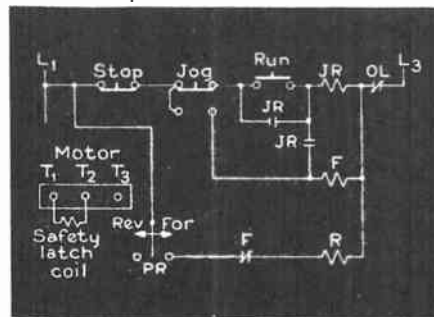 L1 L3
Stop Jog Run JR OL
JR
JR
Motor
T1 T2 T3
F
Safety
latch
coil
Rev For
F R
PR